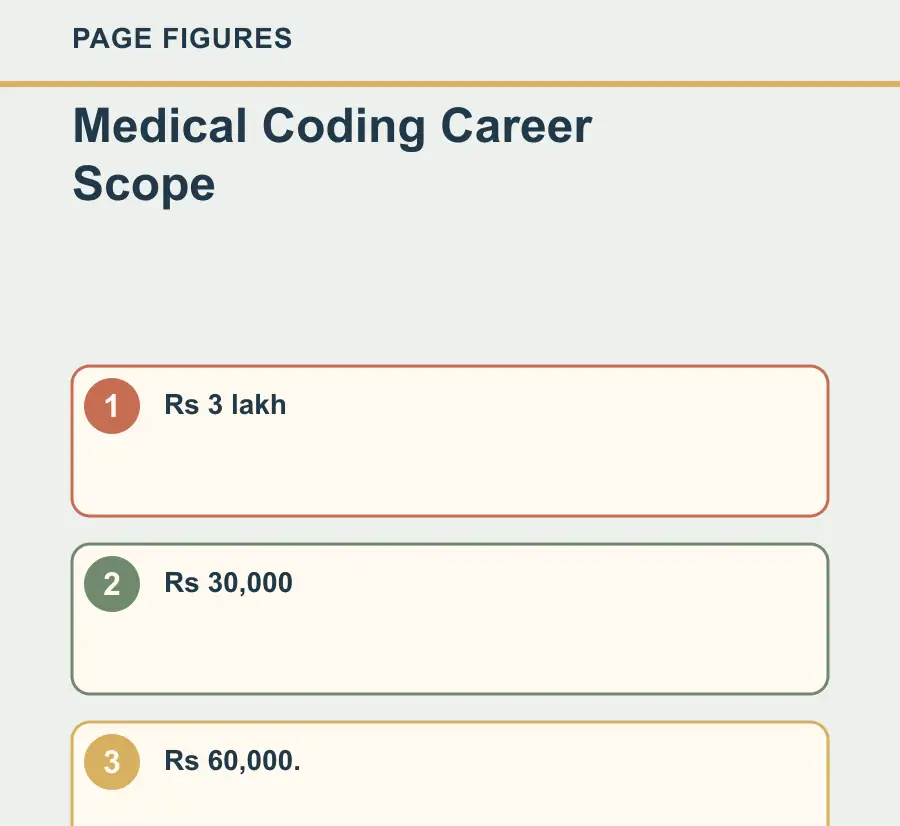 PAGE FIGURES
Medical Coding Career
Scope
1
Rs 3 lakh
2
Rs 30,000
3
Rs 60,000.